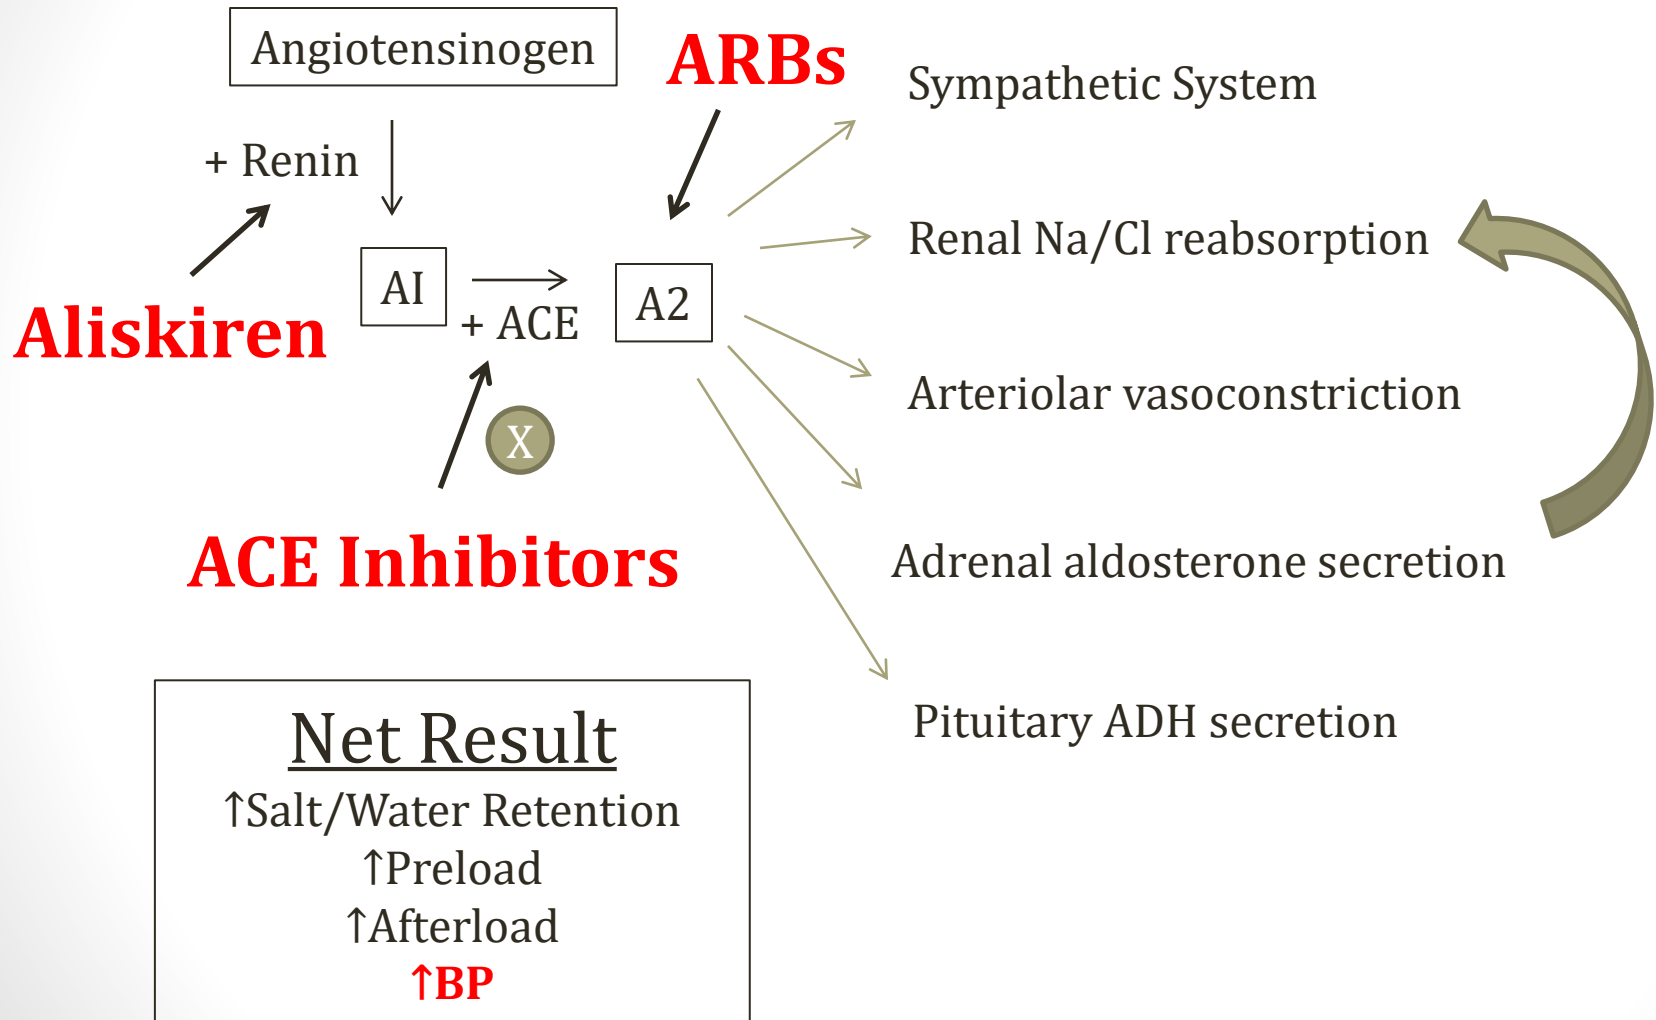 Angiotensinogen
ARBs
Sympathetic System
+ Renin
Renal Na/Cl reabsorption
Aliskiren
AI
+ ACE
A2
Arteriolar vasoconstriction
X
ACE Inhibitors
Adrenal aldosterone secretion
Pituitary ADH secretion
Net Result
↑Salt/Water Retention
↑Preload
↑Afterload
↑BP